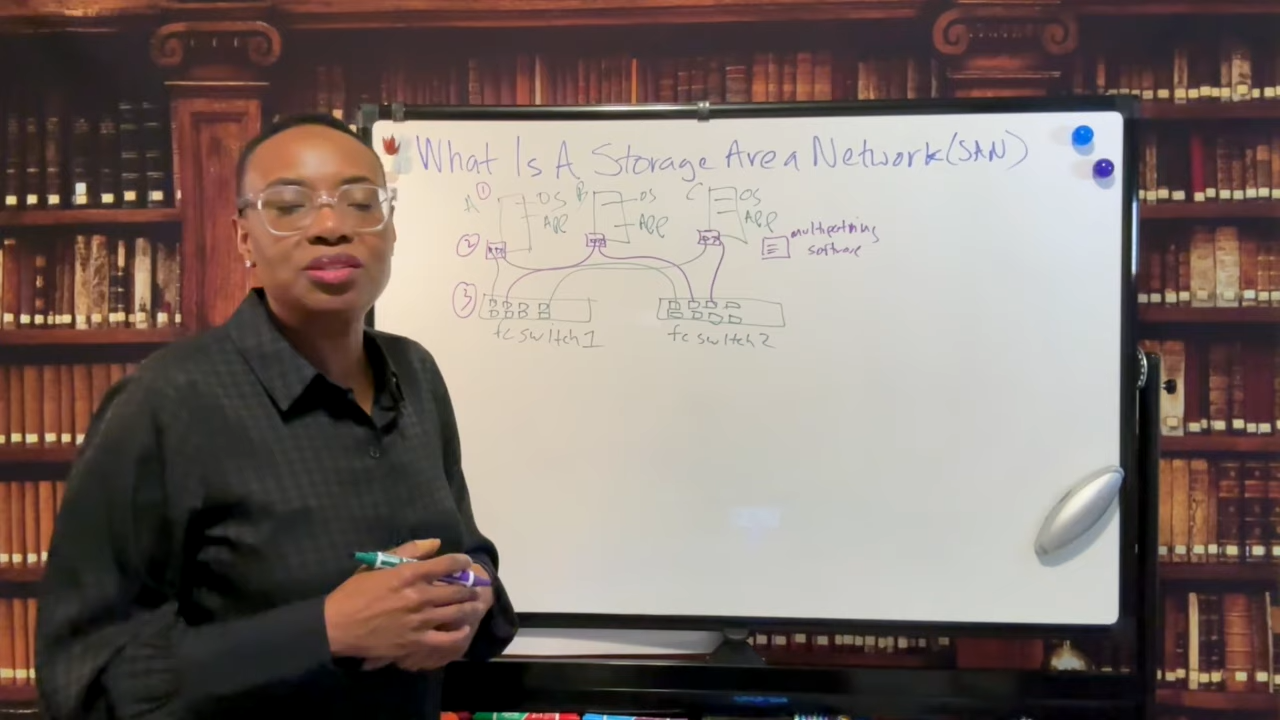 What Is A Storage Area Network(SAN)
A 1 OS B OS C OS
APP APP APP
2 multipathing
software
3
fc switch 1 fc switch 2